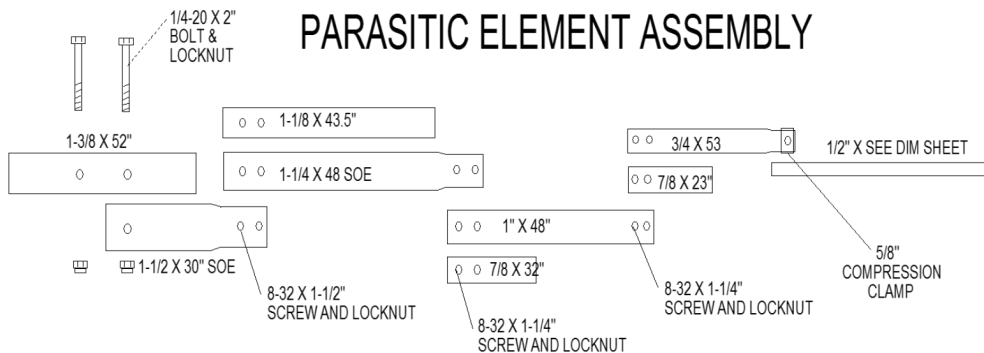 PARASITIC ELEMENT ASSEMBLY
1/4-20 X 2"
BOLT &
LOCKNUT
1-3/8 X 52"
1-1/8 X 43.5"
1-1/4 X 48 SOE
3/4 X 53
1/2" X SEE DIM SHEET
7/8 X 23"
1" X 48"
1-1/2 X 30" SOE
7/8 X 32"
5/8"
COMPRESSION
CLAMP
8-32 X 1-1/2"
SCREW AND LOCKNUT
8-32 X 1-1/4"
SCREW AND LOCKNUT
8-32 X 1-1/4"
SCREW AND LOCKNUT